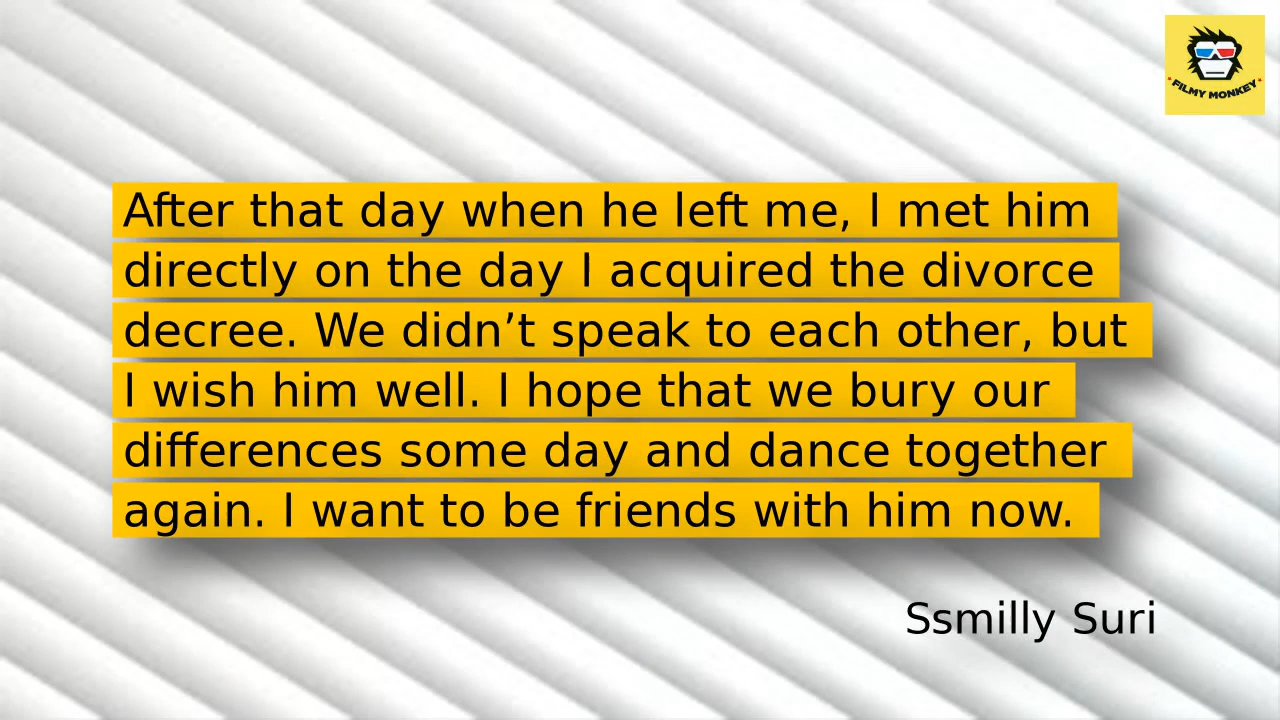 FILMY MONKEY
After that day when he left me, I met him
directly on the day I acquired the divorce
decree. We didn’t speak to each other, but
I wish him well. I hope that we bury our
differences some day and dance together
again. I want to be friends with him now.
Ssmilly Suri